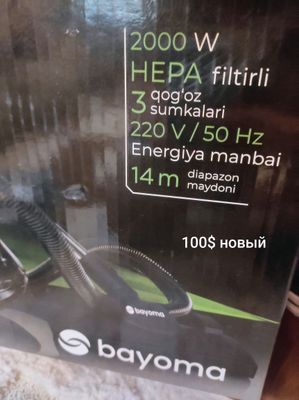 2000 W
HEPA filtirli
3 qog'oz sumkalari
220 V / 50 Hz
Energiya manbai
14 m diapazon maydoni
100$ новый
bayoma